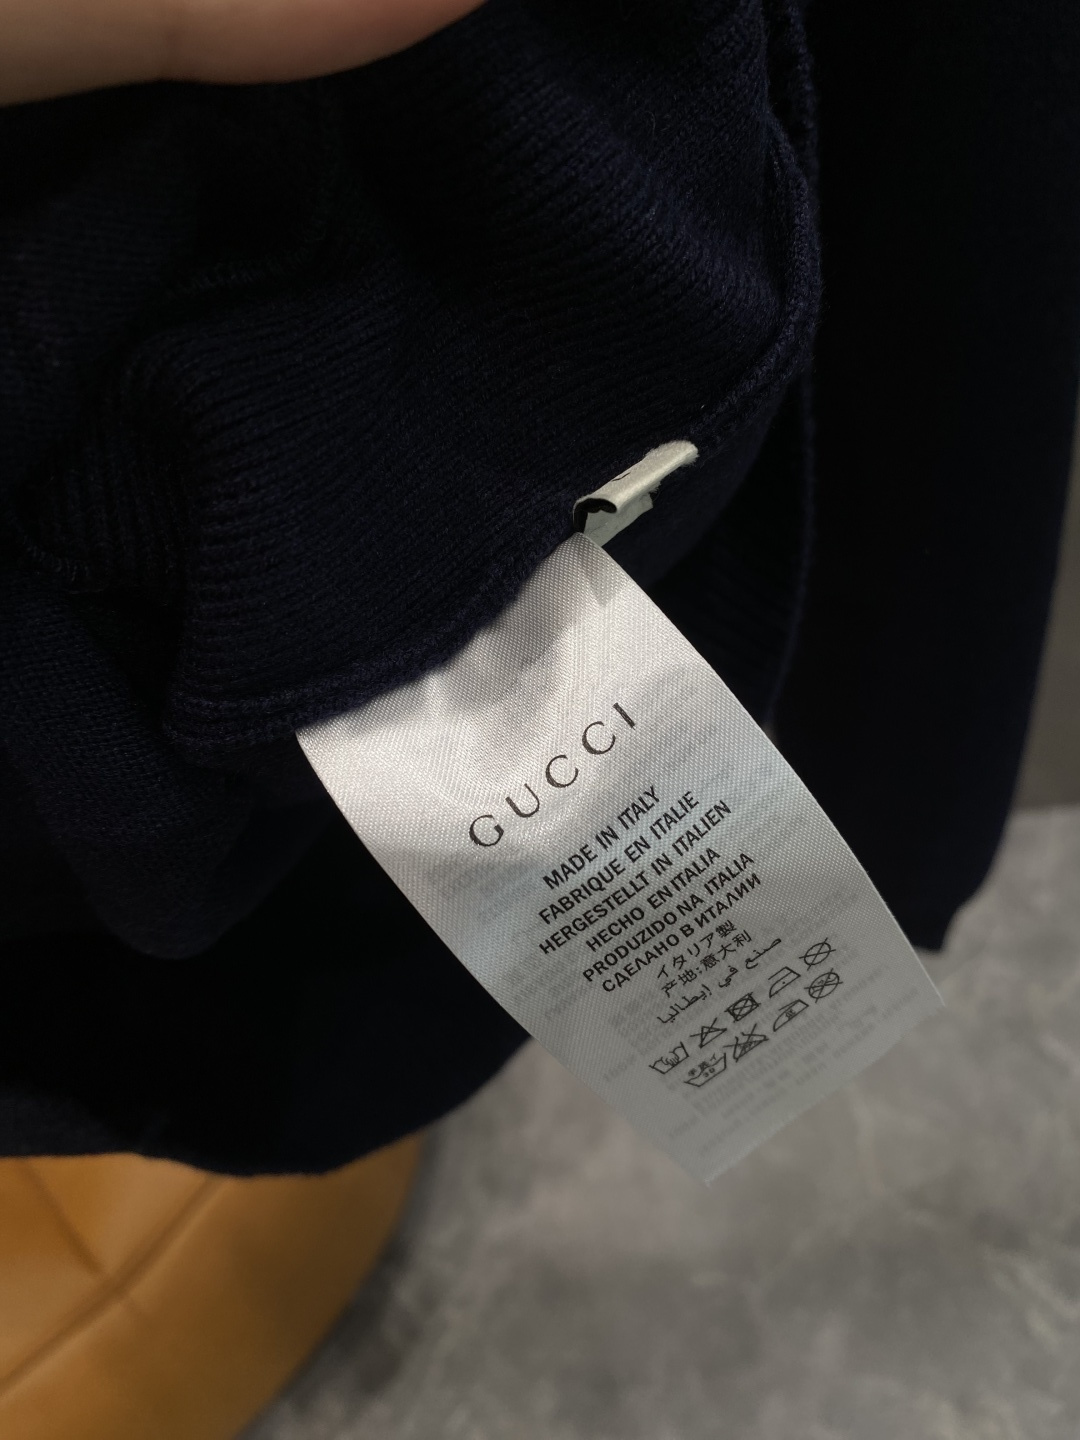 GUCCI
MADE IN ITALY
FABRIQUE EN ITALIE
HERGESTELLT IN ITALIEN
HECHO EN ITALIA
PRODUZIDO NA ITALIA
СДЕЛАНО В ИТАЛИИ
イタリア製
产地:意大利
صنع في إيطاليا